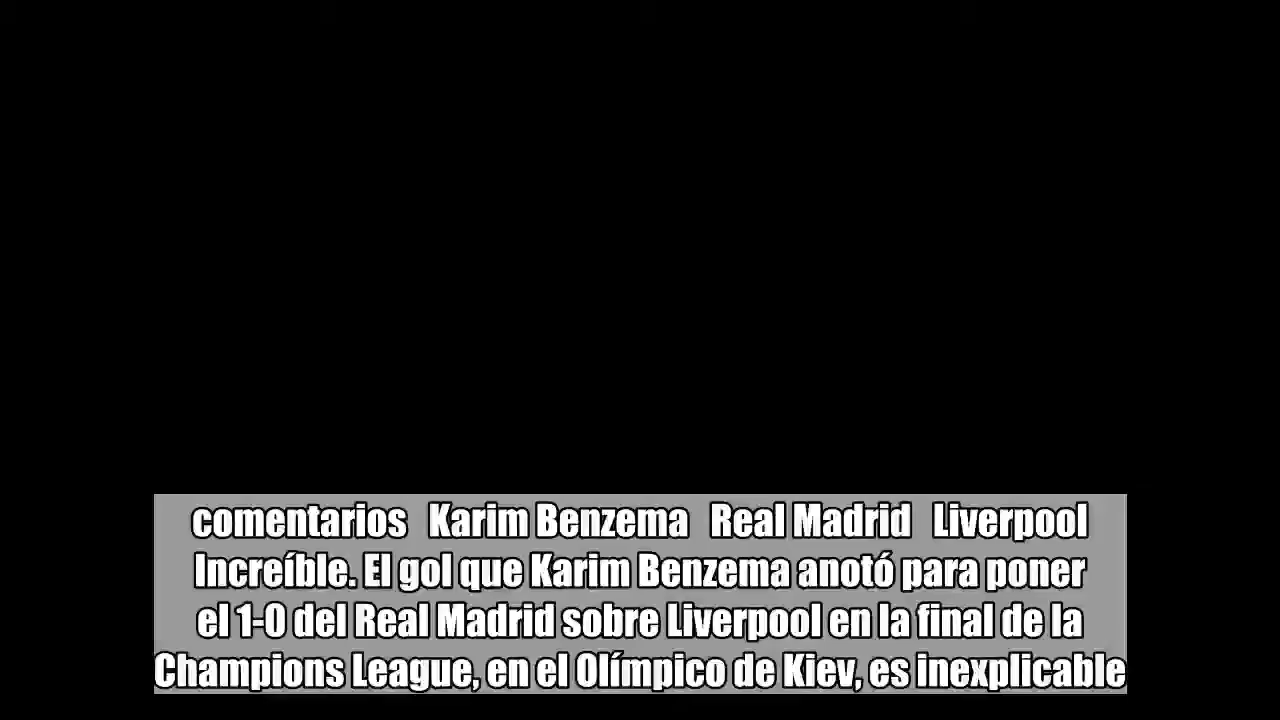 comentarios Karim Benzema Real Madrid Liverpool
Increíble. El gol que Karim Benzema anotó para poner
el 1-0 del Real Madrid sobre Liverpool en la final de la
Champions League, en el Olímpico de Kiev, es inexplicable